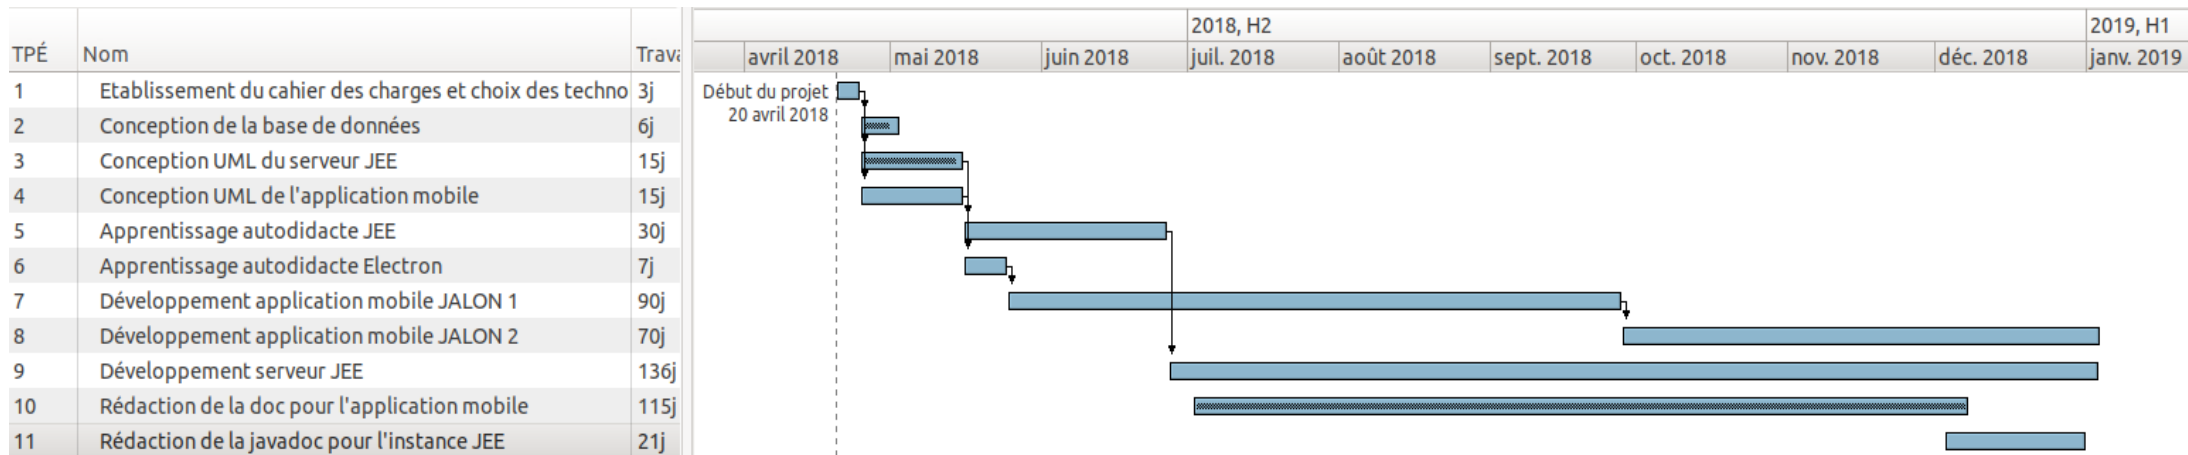 2018, H2 2019, H1
TPÉ Nom Trava avril 2018 mai 2018 juin 2018 juil. 2018 août 2018 sept. 2018 oct. 2018 nov. 2018 déc. 2018 janv. 2019
1 Etablissement du cahier des charges et choix des techno 3j
Début du projet
20 avril 2018
2 Conception de la base de données 6j
3 Conception UML du serveur JEE 15j
4 Conception UML de l'application mobile 15j
5 Apprentissage autodidacte JEE 30j
6 Apprentissage autodidacte Electron 7j
7 Développement application mobile JALON 1 90j
8 Développement application mobile JALON 2 70j
9 Développement serveur JEE 136j
10 Rédaction de la doc pour l'application mobile 115j
11 Rédaction de la javadoc pour l'instance JEE 21j